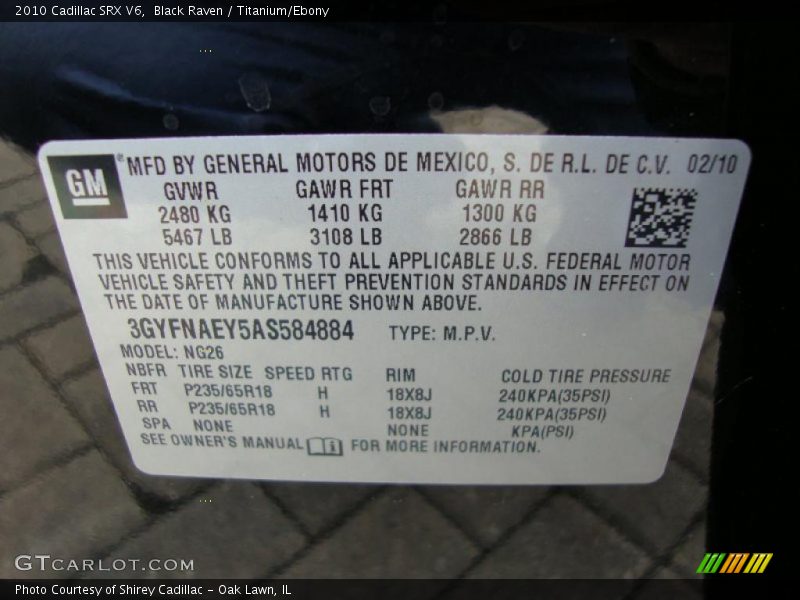 2010 Cadillac SRX V6, Black Raven / Titanium/Ebony
GM ® MFD BY GENERAL MOTORS DE MEXICO, S. DE R.L. DE C.V. 02/10
GVWR GAWR FRT GAWR RR
2480 KG 1410 KG 1300 KG
5467 LB 3108 LB 2866 LB
THIS VEHICLE CONFORMS TO ALL APPLICABLE U.S. FEDERAL MOTOR
VEHICLE SAFETY AND THEFT PREVENTION STANDARDS IN EFFECT ON
THE DATE OF MANUFACTURE SHOWN ABOVE.
3GYFNAEY5AS584884 TYPE: M.P.V.
MODEL: NG26
NBFR TIRE SIZE SPEED RTG RIM COLD TIRE PRESSURE
FRT P235/65R18 H 18X8J 240KPA(35PSI)
RR P235/65R18 H 18X8J 240KPA(35PSI)
SPA NONE NONE KPA(PSI)
SEE OWNER'S MANUAL FOR MORE INFORMATION.
GTCARLOT.COM
Photo Courtesy of Shirey Cadillac - Oak Lawn, IL